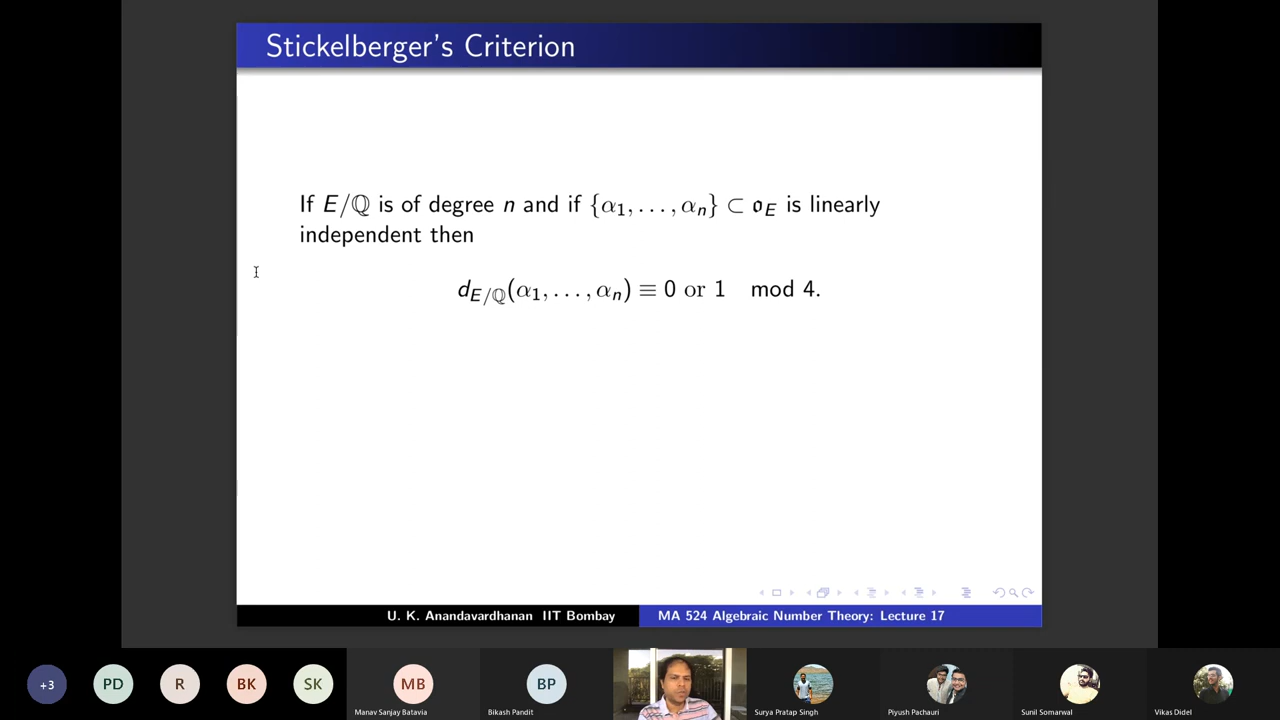 Stickelberger's Criterion
If E/ℚ is of degree n and if {α₁, . . . , αₙ} ⊂ 𝔬_E is linearly
independent then
d_{E/ℚ}(α₁, . . . , αₙ) ≡ 0 or 1 mod 4.
U. K. Anandavardhanan IIT Bombay
MA 524 Algebraic Number Theory: Lecture 17
+3
PD
R
BK
SK
MB
BP
Manav Sanjay Batavia
Bikash Pandit
Surya Pratap Singh
Piyush Pachauri
Sunil Somarwal
Vikas Didel